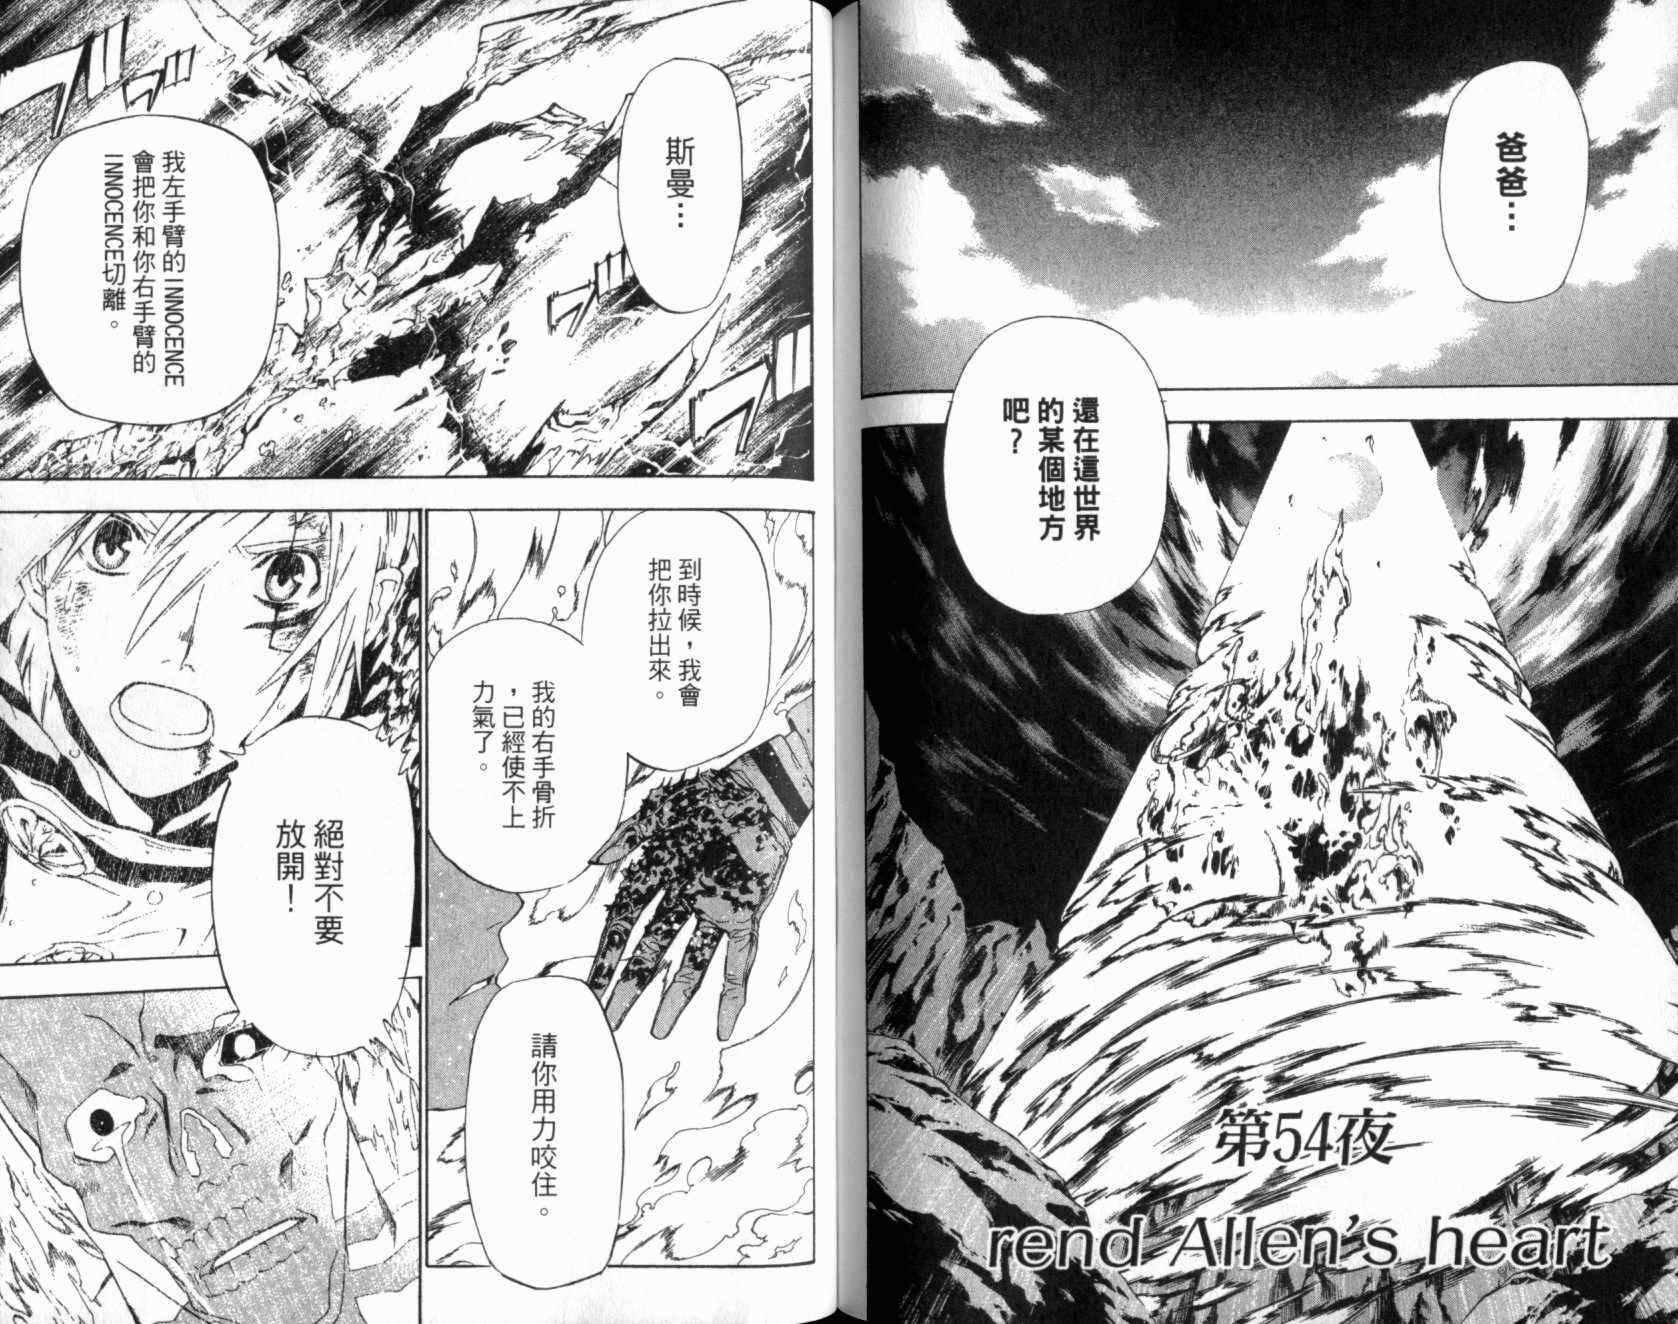 爸爸…
還在這世界
的某個地方
吧？
第54夜
rend Allen's heart
斯曼…
我左手臂的INNOCENCE
會把你和你右手臂的
INNOCENCE切離。
到時候，我會
把你拉出來。
我的右手骨折
，已經使不上
力氣了。
請你用力咬住。
絕對不要
放開！